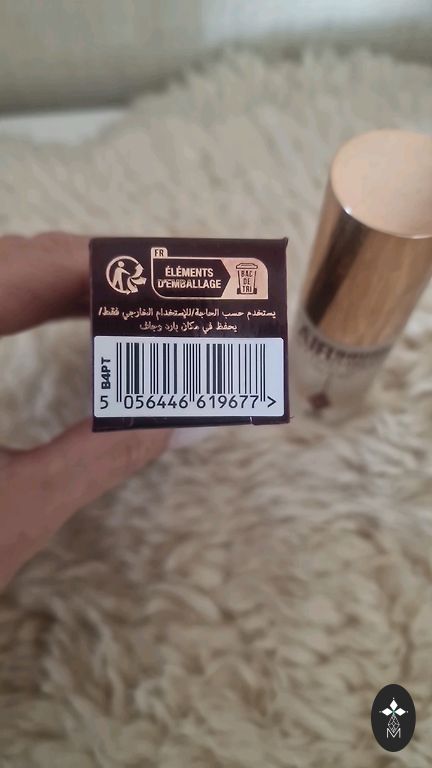 FR
ÉLÉMENTS
D'EMBALLAGE
BAC
DE
TRI
يستخدم حسب الحاجة/للإستخدام الخارجي فقط/
يحفظ في مكان بارد وجاف
B4PT
5 056446 619677 >
M